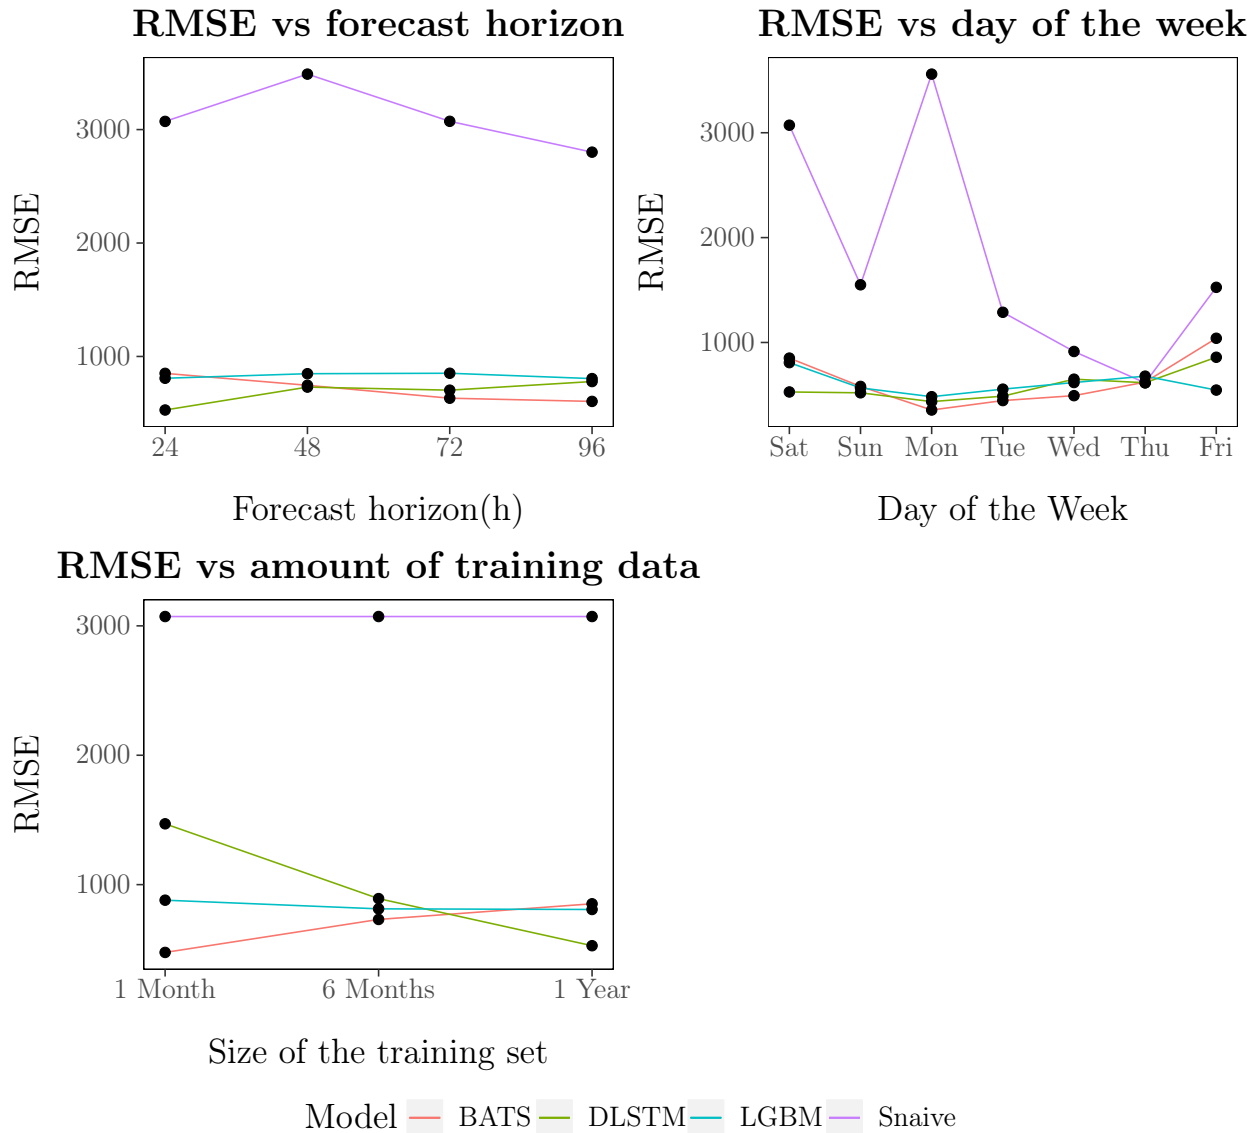 RMSE vs forecast horizon
RMSE
3000
2000
1000
24 48 72 96
Forecast horizon(h)
RMSE vs day of the week
RMSE
3000
2000
1000
Sat Sun Mon Tue Wed Thu Fri
Day of the Week
RMSE vs amount of training data
RMSE
3000
2000
1000
1 Month 6 Months 1 Year
Size of the training set
Model BATS DLSTM LGBM Snaive